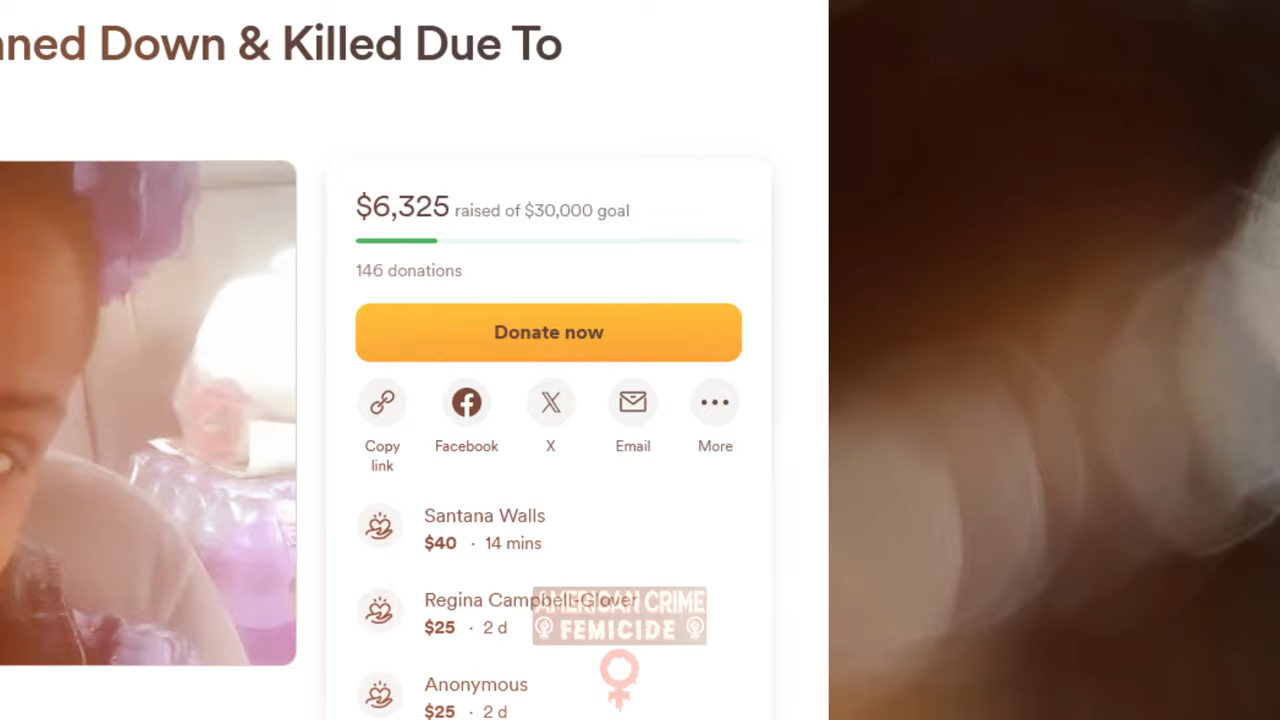 Down & Killed Due To
$6,325 raised of $30,000 goal
146 donations
Donate now
Copy link
Facebook
X
Email
More
Santana Walls
$40 · 14 mins
Regina Campbell-Glover
$25 · 2 d
AMERICAN CRIME
FEMICIDE
Anonymous
$25 · 2 d